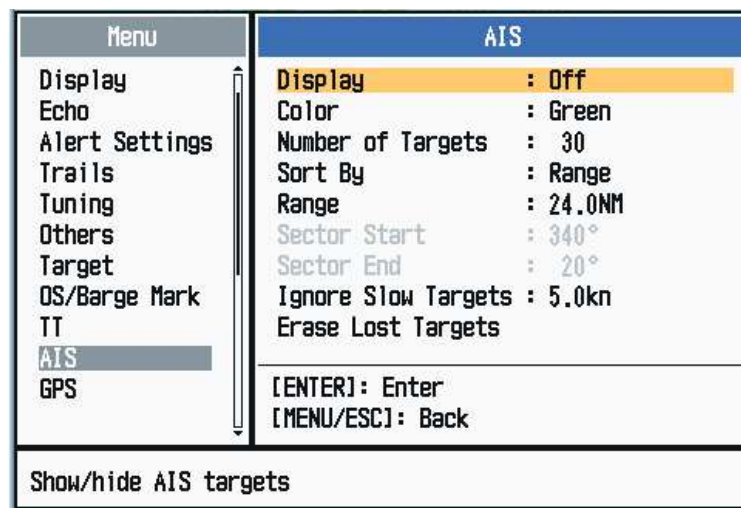 Menu
Display
Echo
Alert Settings
Trails
Tuning
Others
Target
OS/Barge Mark
TT
AIS
GPS
AIS
Display : Off
Color : Green
Number of Targets : 30
Sort By : Range
Range : 24.0NM
Sector Start : 340°
Sector End : 20°
Ignore Slow Targets : 5.0kn
Erase Lost Targets
[ENTER]: Enter
[MENU/ESC]: Back
Show/hide AIS targets